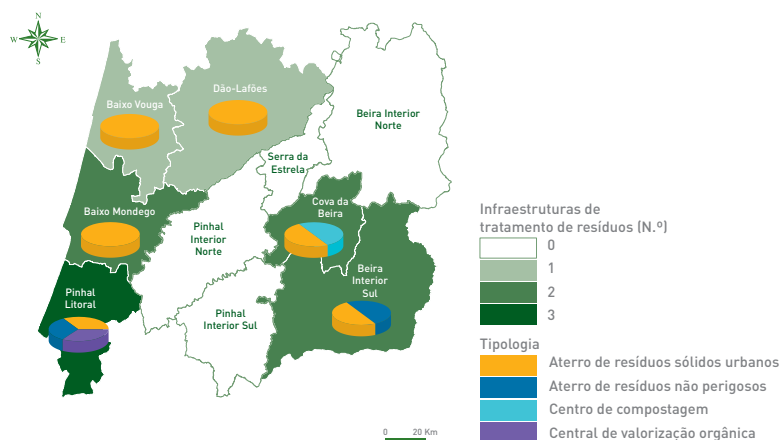 N
W E
S
Dão-Lafões
Baixo Vouga
Beira Interior
Norte
Serra da
Estrela
Cova da
Beira
Baixo Mondego
Pinhal
Interior
Norte
Beira
Interior
Sul
Pinhal
Litoral
Pinhal
Interior Sul
Infraestruturas de
tratamento de resíduos (N.º)
0
1
2
3
Tipologia
Aterro de resíduos sólidos urbanos
Aterro de resíduos não perigosos
Centro de compostagem
Central de valorização orgânica
0 20 Km